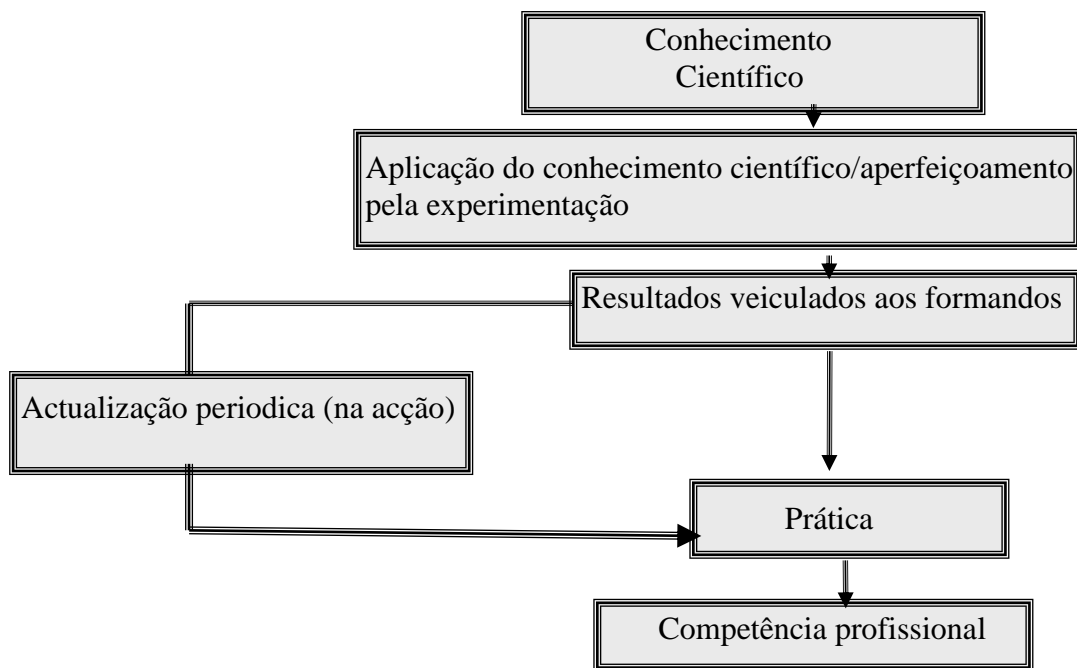 Conhecimento
Científico
Aplicação do conhecimento científico/aperfeiçoamento
pela experimentação
Resultados veiculados aos formandos
Actualização periodica (na acção)
Prática
Competência profissional